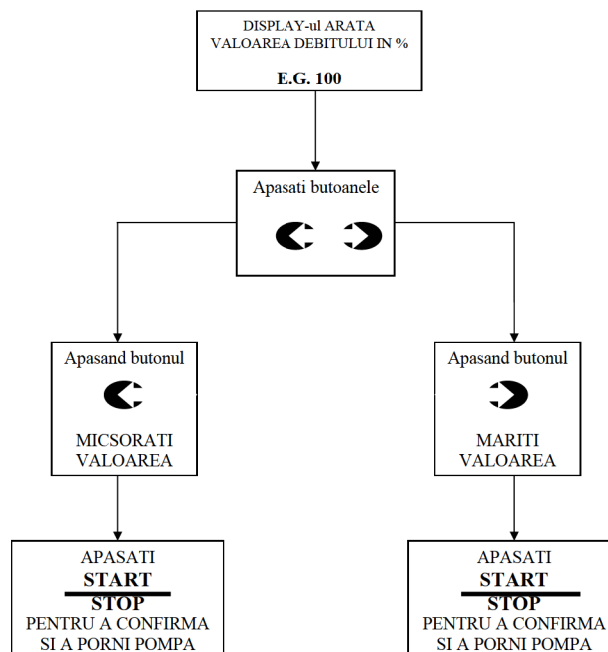 DISPLAY-ul ARATA
VALOAREA DEBITULUI IN %
E.G. 100
Apasati butoanele
Apasand butonul
MICSORATI
VALOAREA
Apasand butonul
MARITI
VALOAREA
APASATI
START
STOP
PENTRU A CONFIRMA
SI A PORNI POMPA
APASATI
START
STOP
PENTRU A CONFIRMA
SI A PORNI POMPA